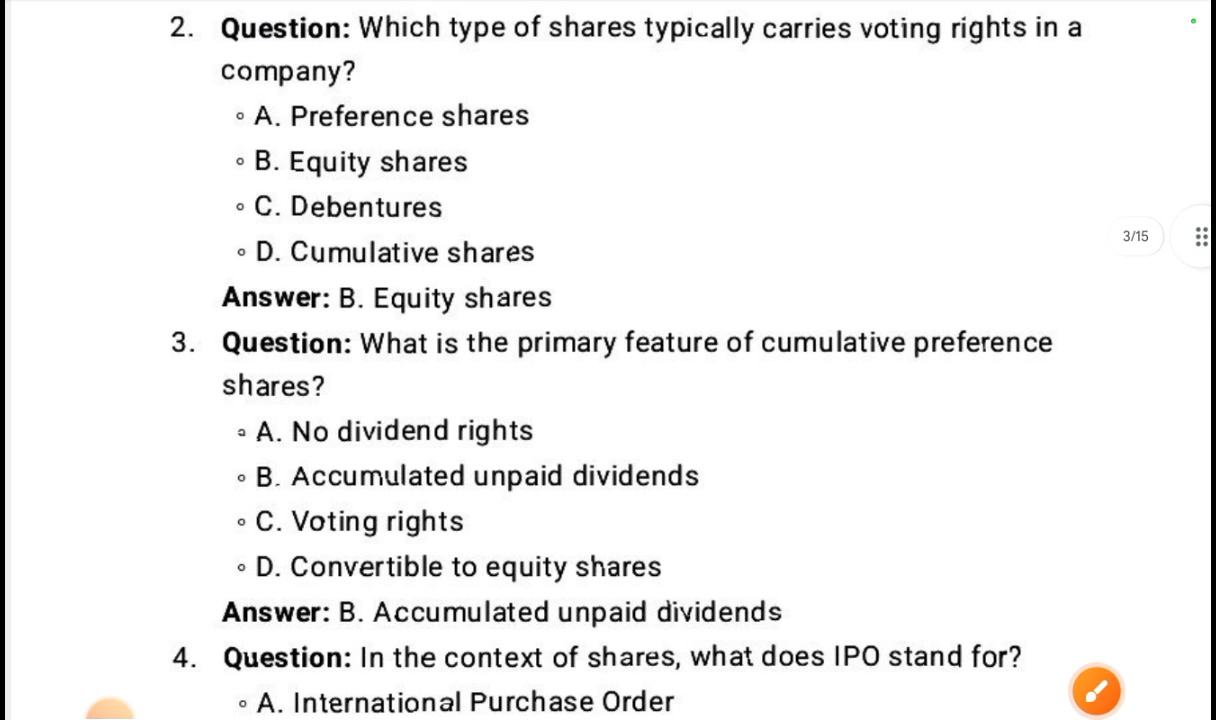 2. Question: Which type of shares typically carries voting rights in a
company?
∘ A. Preference shares
∘ B. Equity shares
∘ C. Debentures
∘ D. Cumulative shares
Answer: B. Equity shares
3/15
3. Question: What is the primary feature of cumulative preference
shares?
∘ A. No dividend rights
∘ B. Accumulated unpaid dividends
∘ C. Voting rights
∘ D. Convertible to equity shares
Answer: B. Accumulated unpaid dividends
4. Question: In the context of shares, what does IPO stand for?
∘ A. International Purchase Order